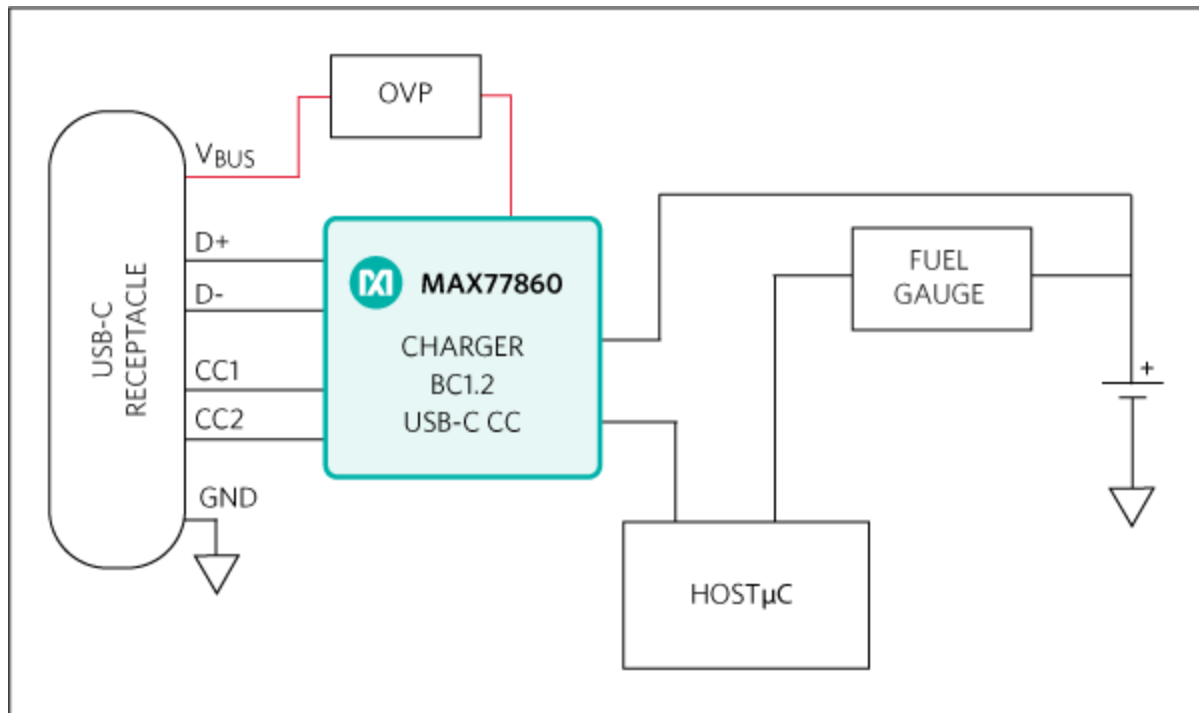 OVP
VBUS
D+
D-
CC1
CC2
GND
USB-C
RECEPTACLE
MAX77860
CHARGER
BC1.2
USB-C CC
FUEL
GAUGE
+
HOSTµC